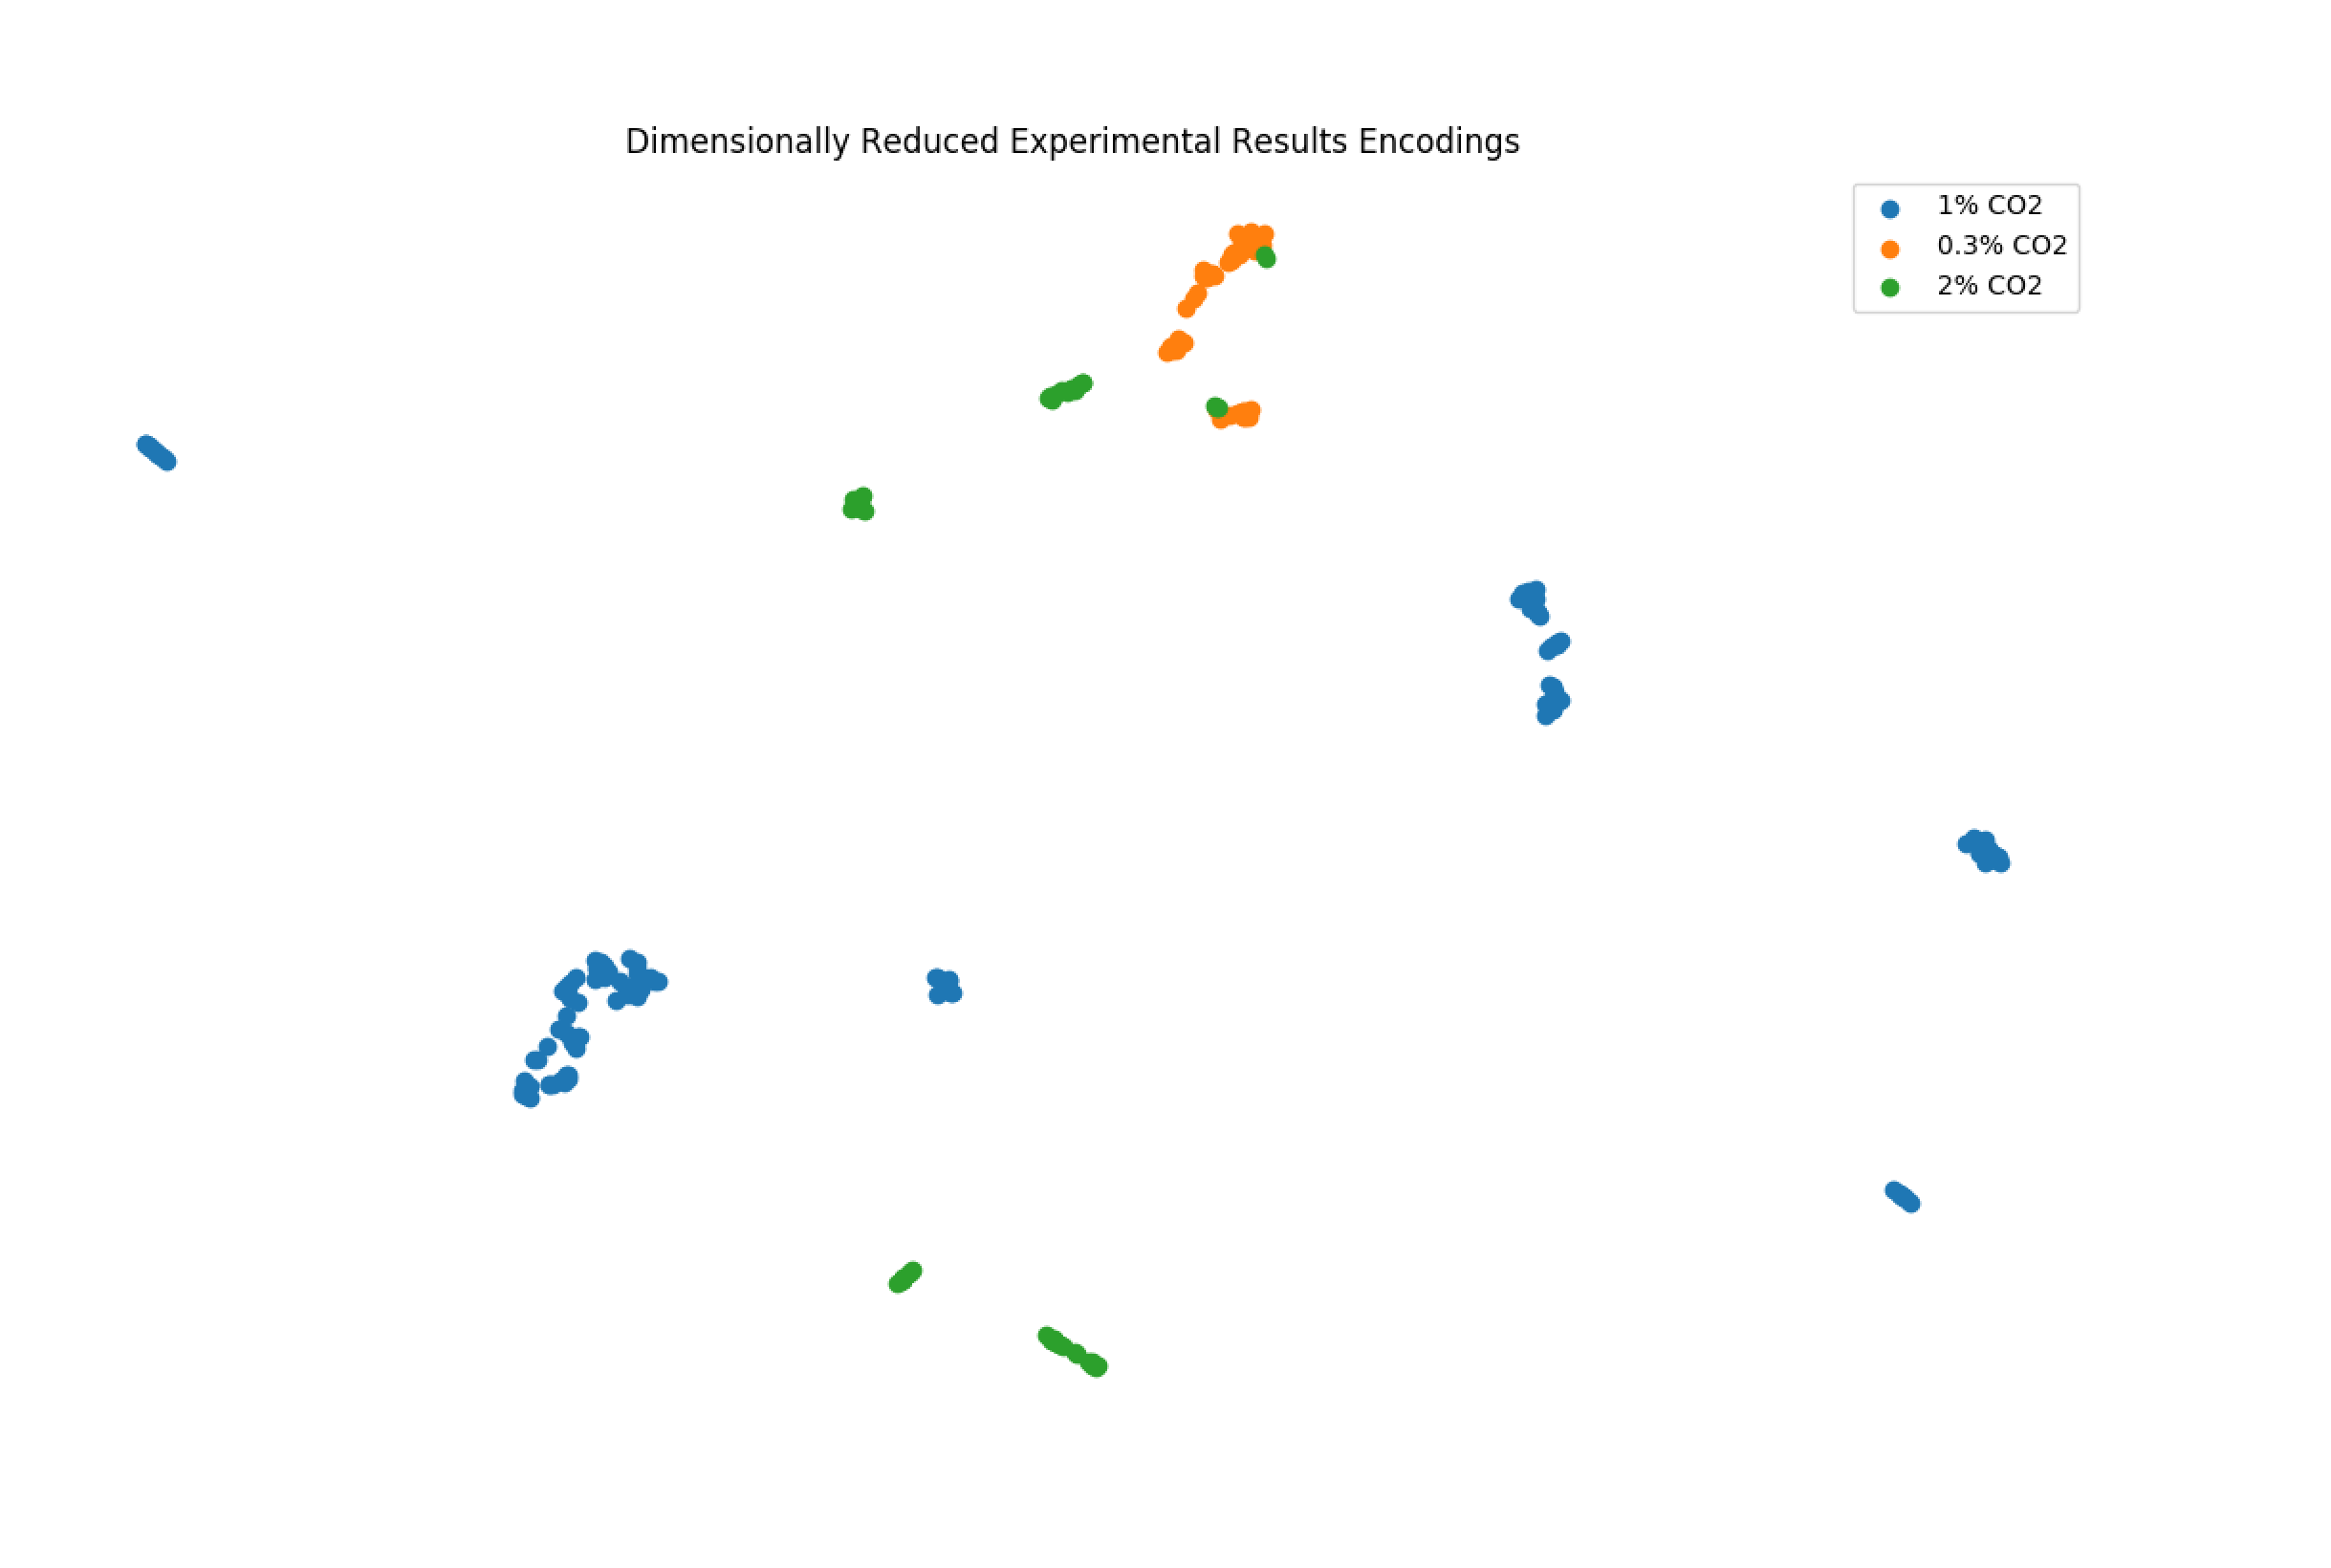 Dimensionally Reduced Experimental Results Encodings
1% CO2
0.3% CO2
2% CO2